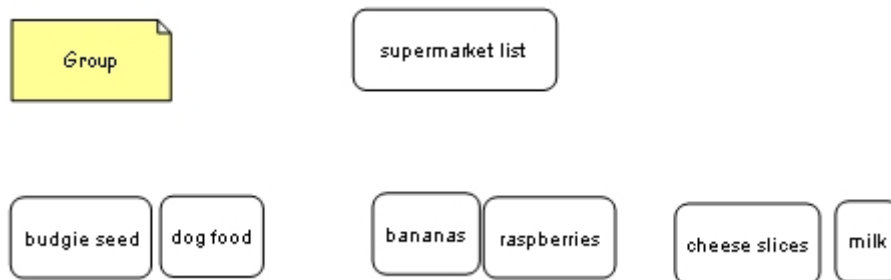 Group
supermarket list
budgie seed
dog food
bananas
raspberries
cheese slices
milk